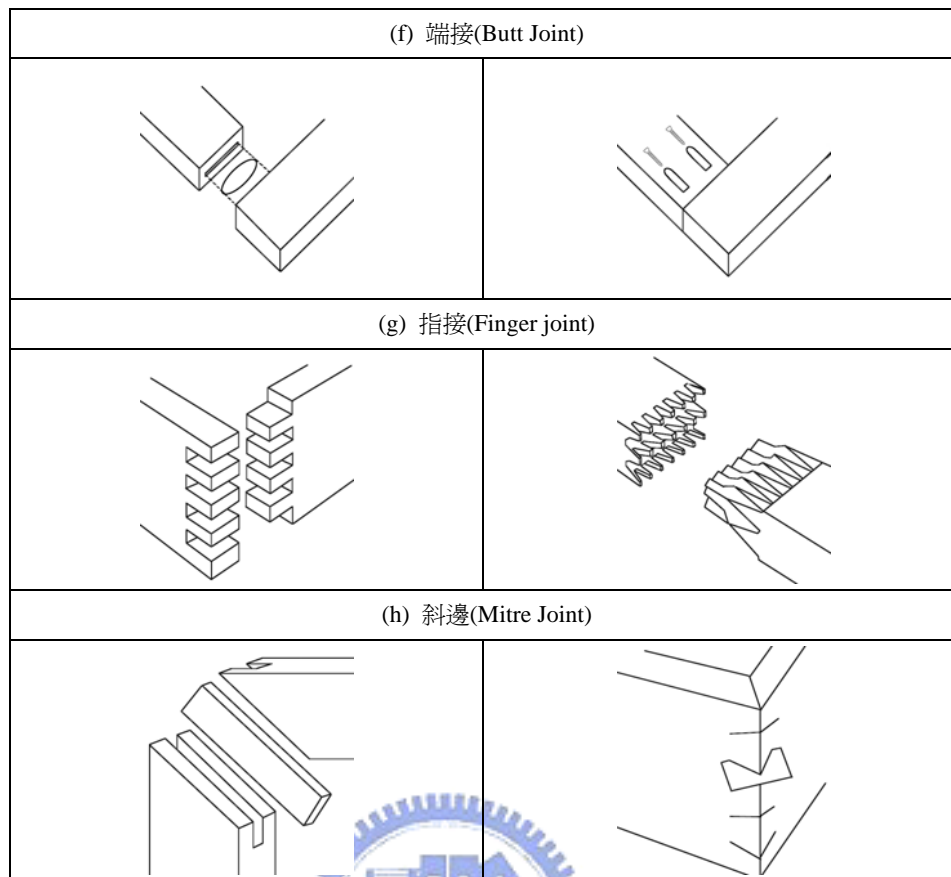 (f) 端接(Butt Joint)
(g) 指接(Finger joint)
(h) 斜邊(Mitre Joint)